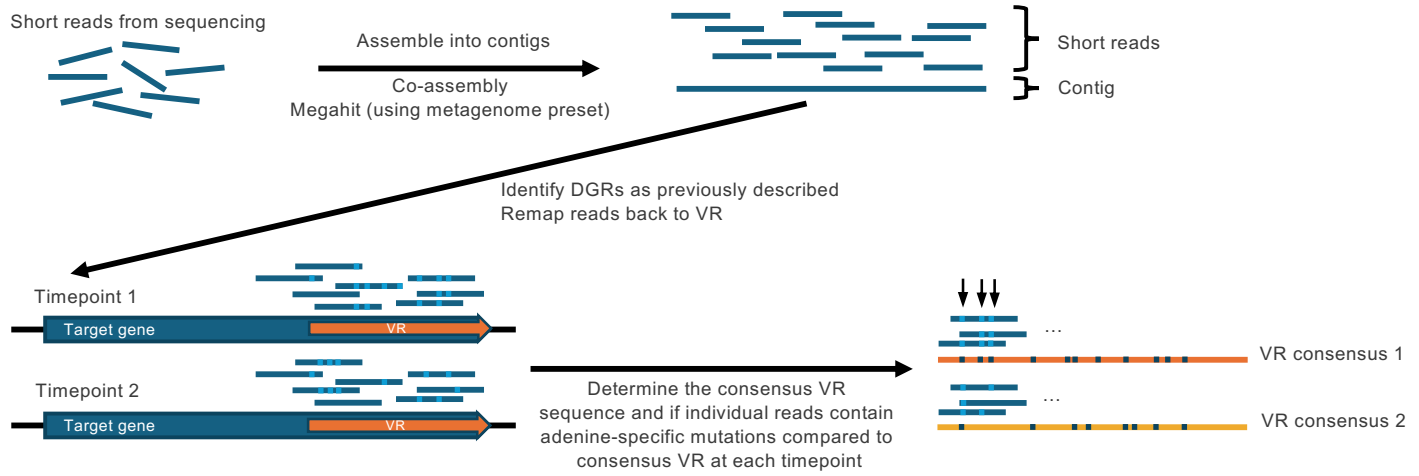 Short reads from sequencing
Assemble into contigs
Co-assembly
Megahit (using metagenome preset)
Short reads
Contig
Identify DGRs as previously described
Remap reads back to VR
Timepoint 1
Target gene
VR
Timepoint 2
Target gene
VR
Determine the consensus VR
sequence and if individual reads contain
adenine-specific mutations compared to
consensus VR at each timepoint
...
VR consensus 1
...
VR consensus 2